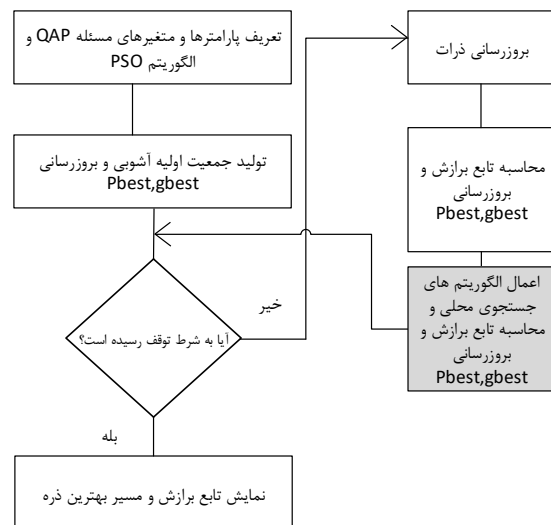 تعریف پارامترها و متغیرهای مسئله QAP و
الگوریتم PSO
تولید جمعیت اولیه آشوبی و بروزرسانی
Pbest,gbest
آیا به شرط توقف رسیده است؟
خیر
بله
نمایش تابع برازش و مسیر بهترین ذره
بروزرسانی ذرات
محاسبه تابع برازش و
بروزرسانی
Pbest,gbest
اعمال الگوریتم های
جستجوی محلی و
محاسبه تابع برازش و
بروزرسانی
Pbest,gbest